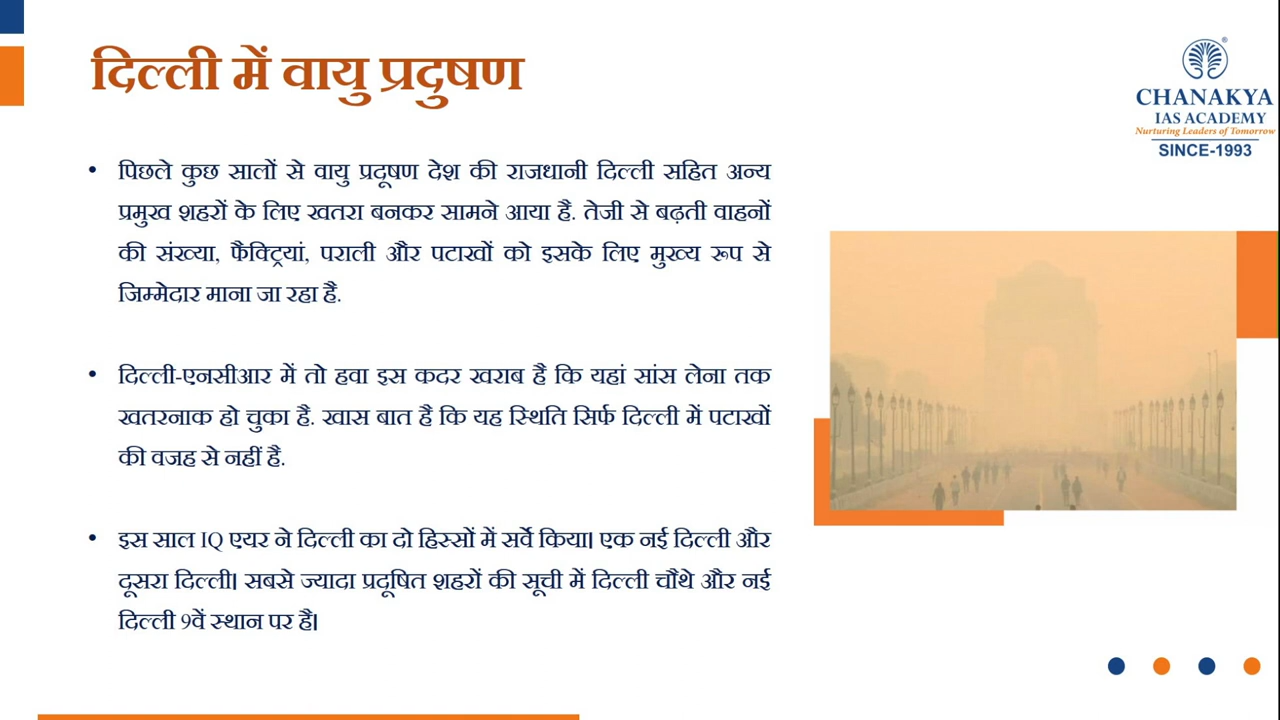 दिल्ली में वायु प्रदुषण
CHANAKYA
IAS ACADEMY
Nurturing Leaders of Tomorrow
SINCE-1993
• पिछले कुछ सालों से वायु प्रदूषण देश की राजधानी दिल्ली सहित अन्य
प्रमुख शहरों के लिए खतरा बनकर सामने आया है. तेजी से बढ़ती वाहनों
की संख्या, फैक्ट्रियां, पराली और पटाखों को इसके लिए मुख्य रूप से
जिम्मेदार माना जा रहा है.
• दिल्ली-एनसीआर में तो हवा इस कदर खराब है कि यहां सांस लेना तक
खतरनाक हो चुका है. खास बात है कि यह स्थिति सिर्फ दिल्ली में पटाखों
की वजह से नहीं है.
• इस साल IQ एयर ने दिल्ली का दो हिस्सों में सर्वे किया। एक नई दिल्ली और
दूसरा दिल्ली। सबसे ज्यादा प्रदूषित शहरों की सूची में दिल्ली चौथे और नई
दिल्ली 9वें स्थान पर है।